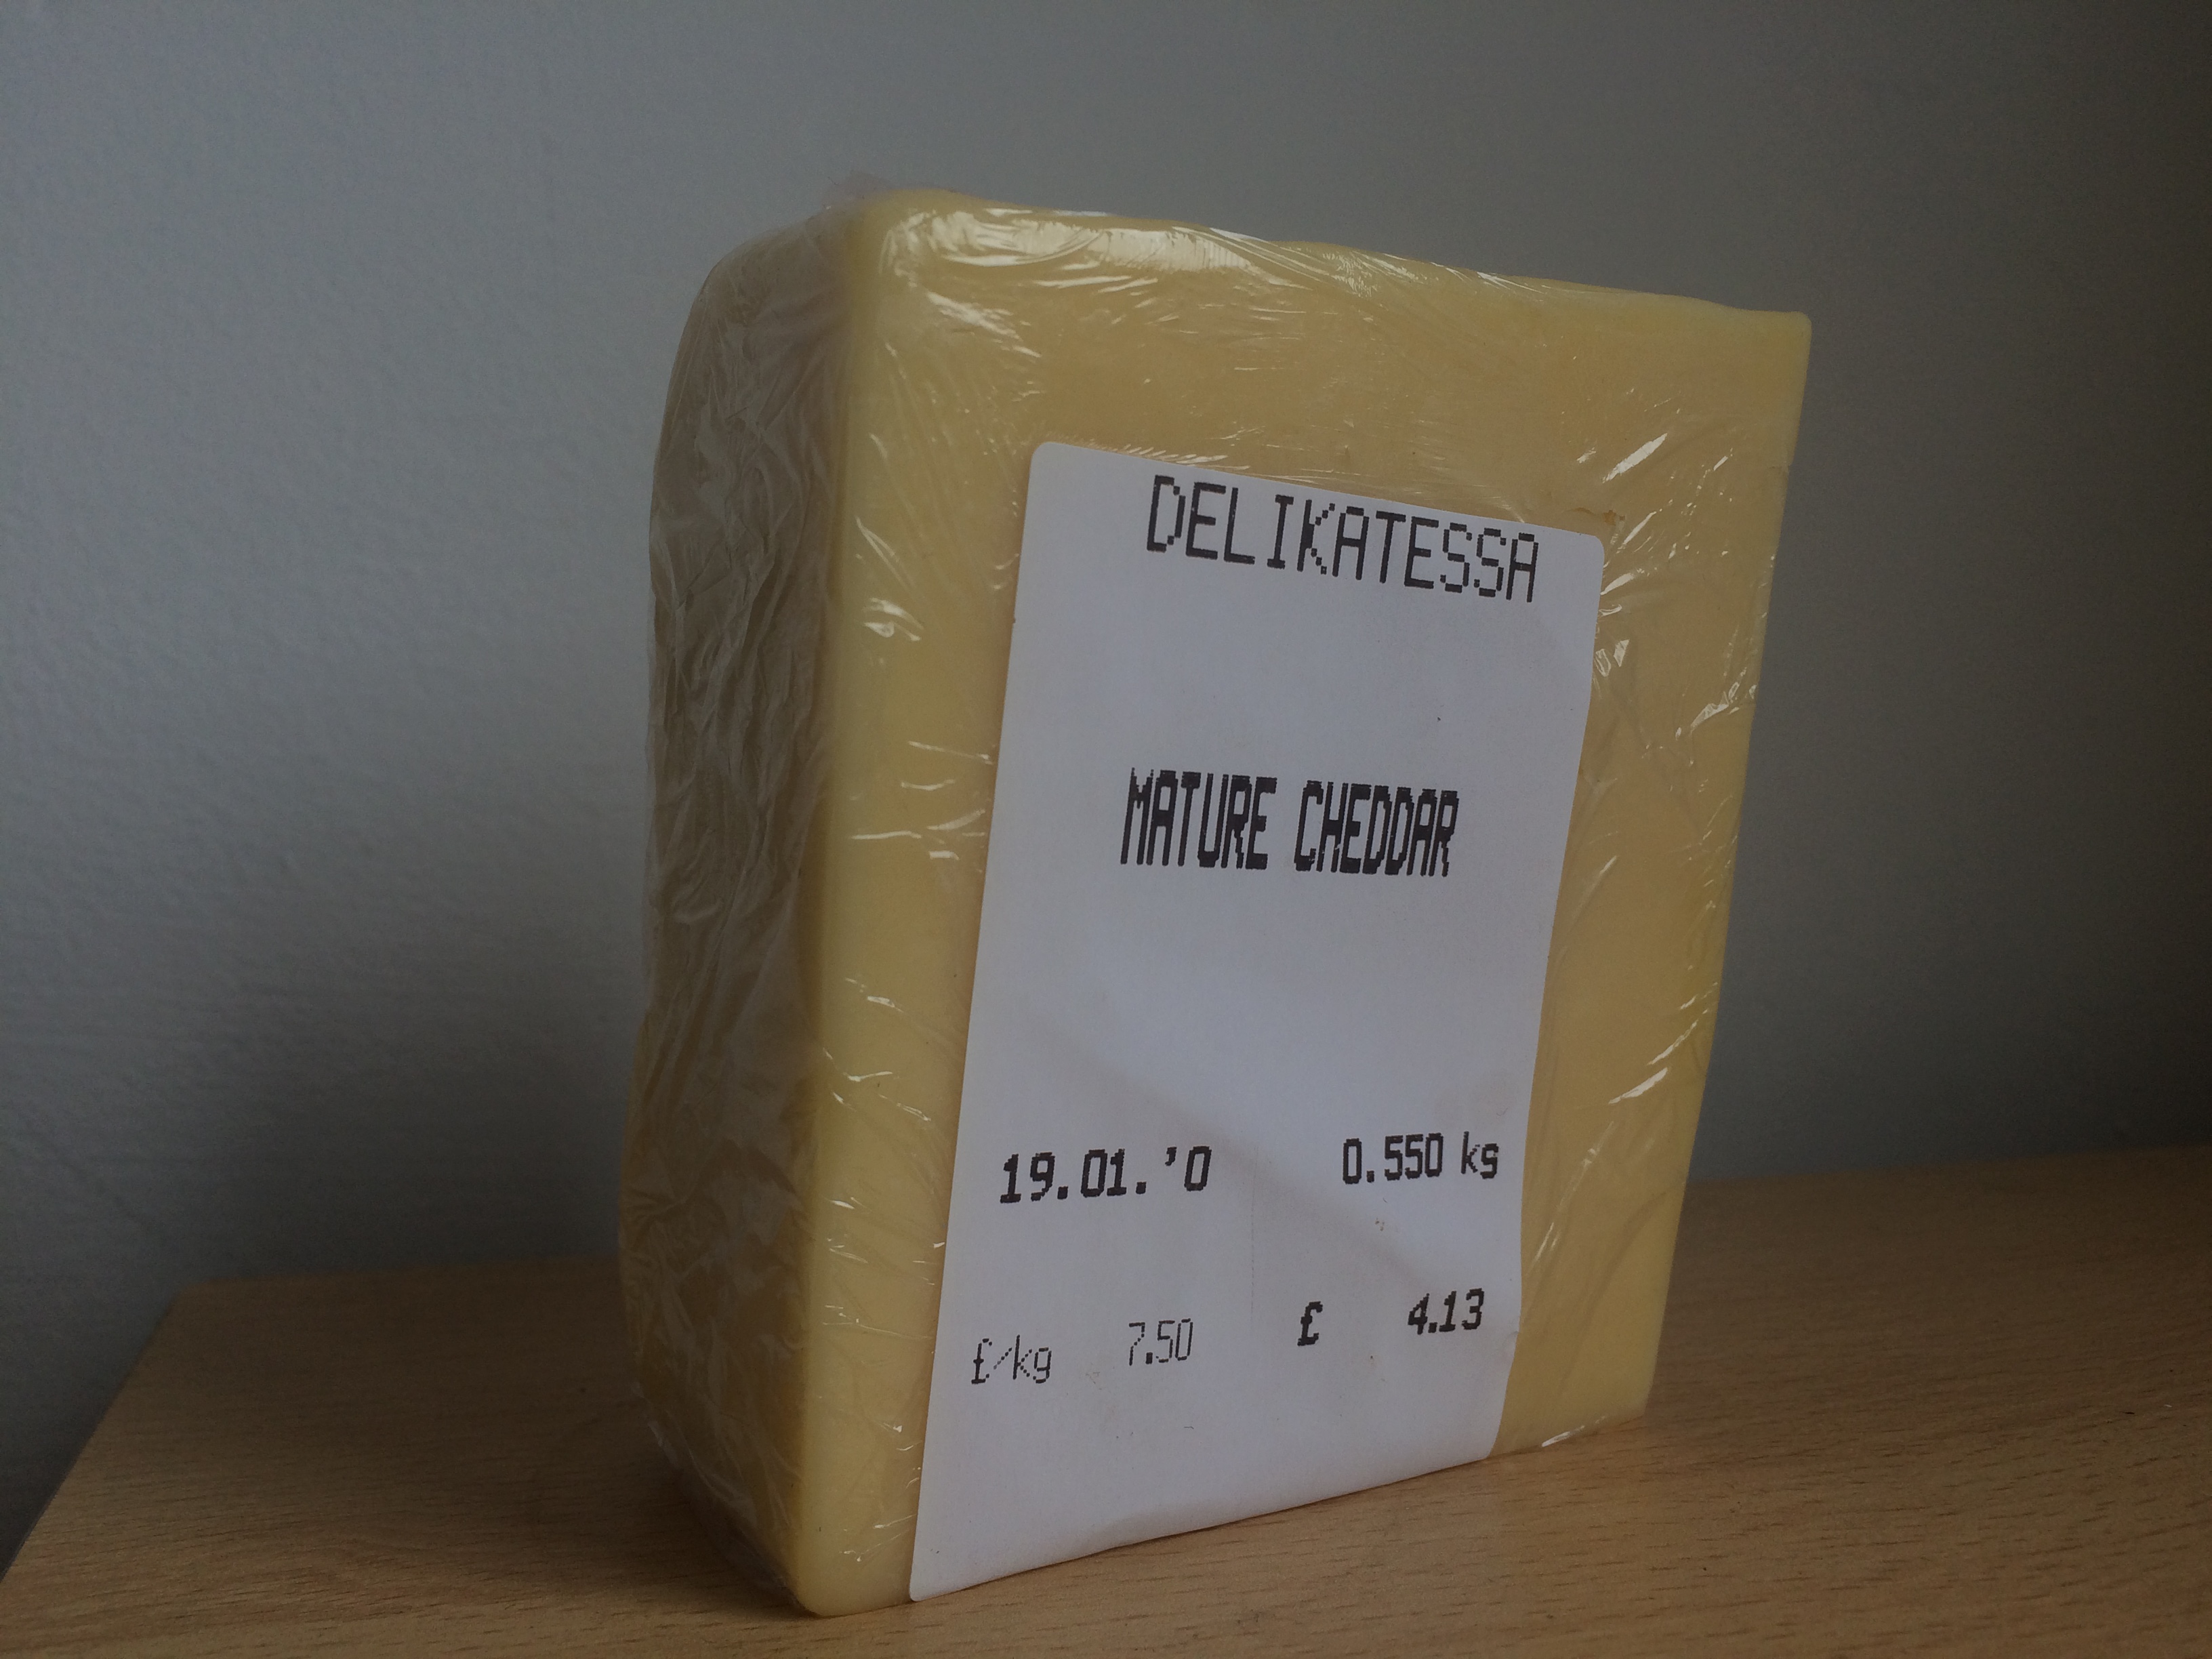 DELIKATESSA
MATURE CHEDDAR
19.01.'0 0.550 kg
£/kg 7.50 £ 4.13